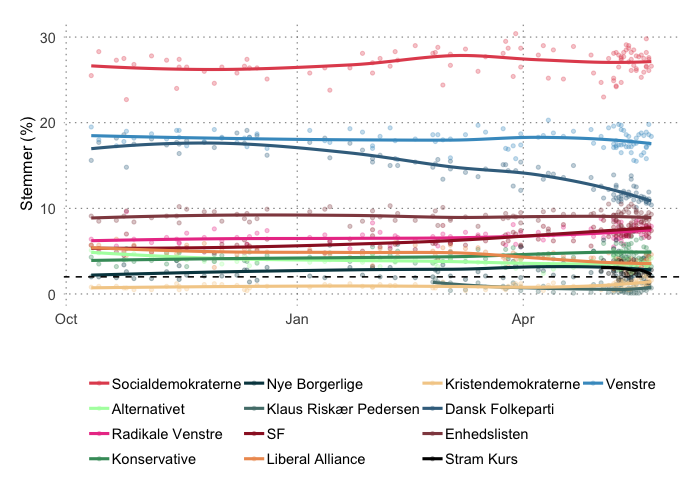 30
20
10
0
Stemmer (%)
Oct Jan Apr
Socialdemokraterne Nye Borgerlige Kristendemokraterne Venstre
Alternativet Klaus Riskær Pedersen Dansk Folkeparti
Radikale Venstre SF Enhedslisten
Konservative Liberal Alliance Stram Kurs